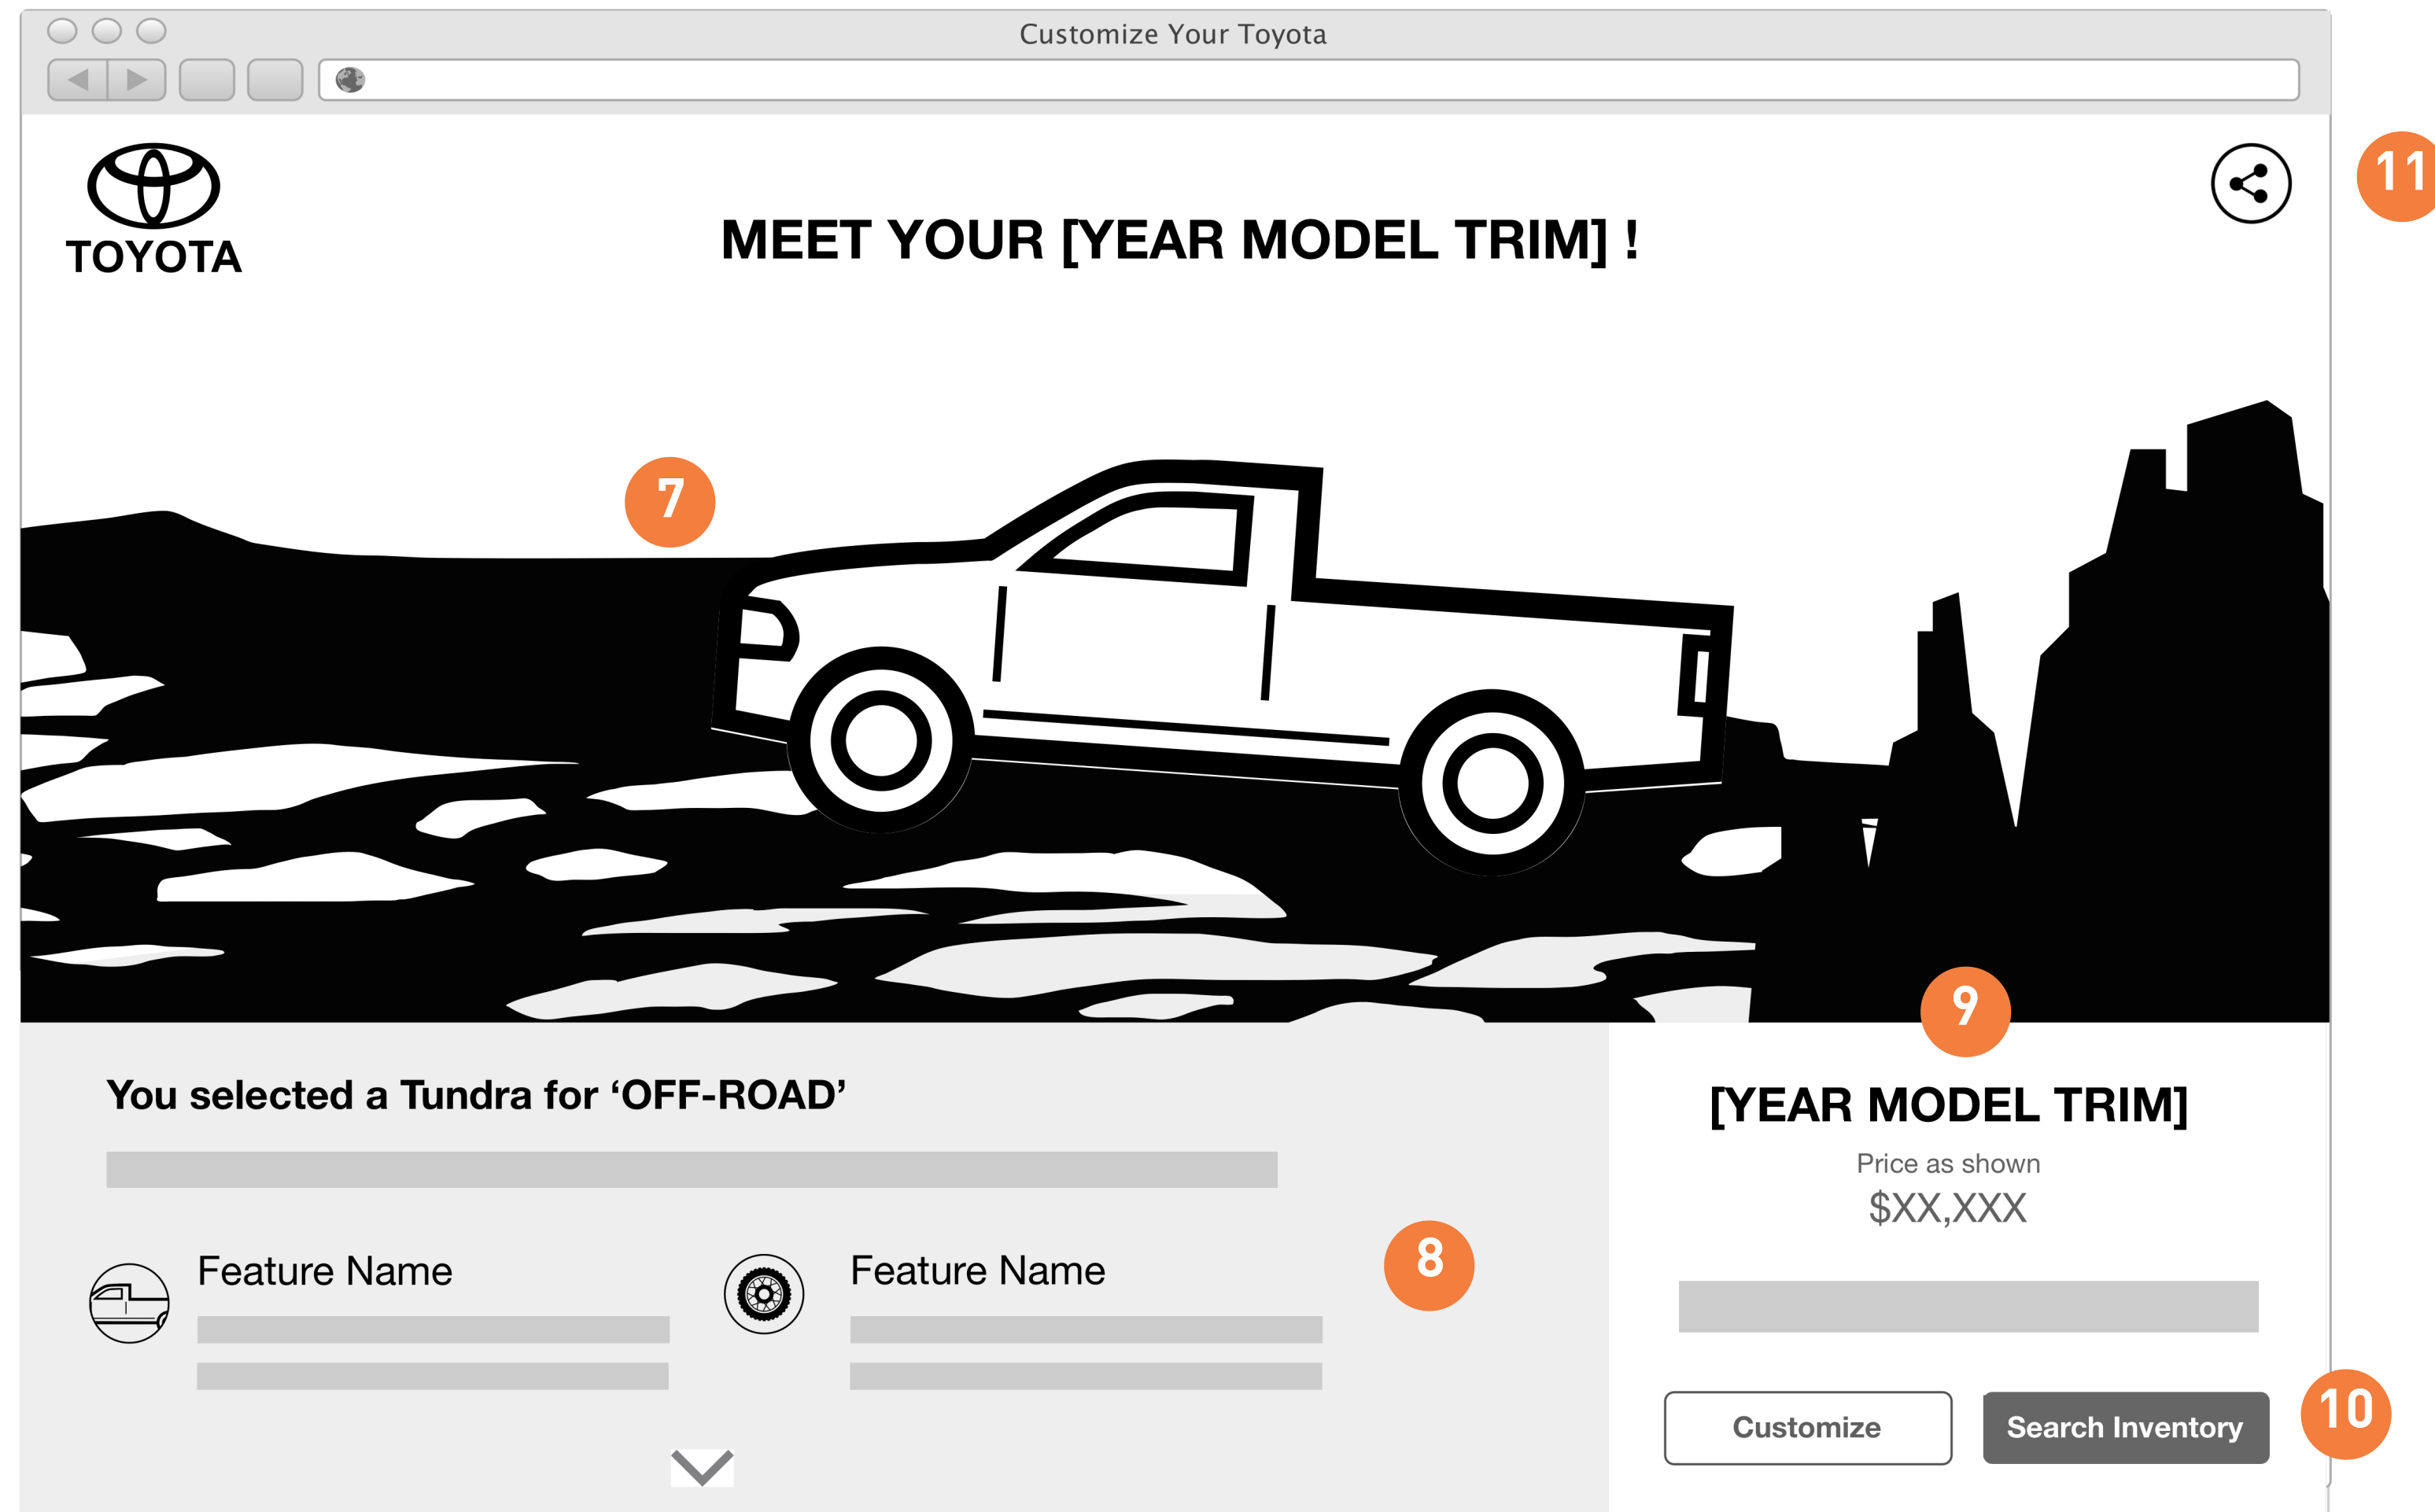 Customize Your Toyota
TOYOTA
MEET YOUR [YEAR MODEL TRIM] !
11
7
9
You selected a Tundra for ‘OFF-ROAD’
[YEAR MODEL TRIM]
Price as shown
$XX,XXX
Feature Name
Feature Name
8
Customize
Search Inventory
10